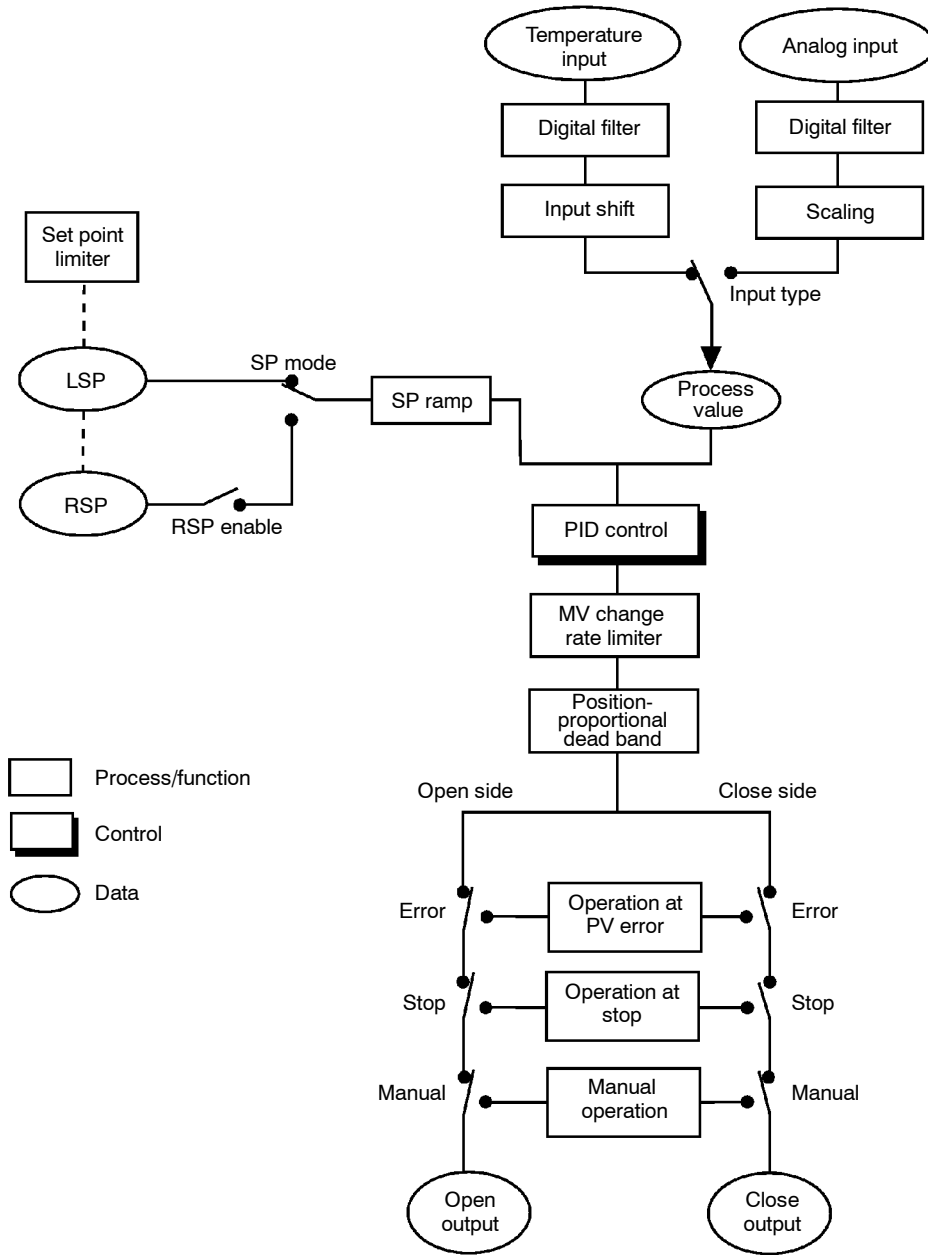 Temperature
input
Analog input
Digital filter
Digital filter
Input shift
Scaling
Input type
Set point
limiter
SP mode
LSP
SP ramp
Process
value
RSP
RSP enable
PID control
MV change
rate limiter
Position-
proportional
dead band
Process/function
Control
Data
Open side
Close side
Error
Operation at
PV error
Error
Stop
Operation at
stop
Stop
Manual
Manual
operation
Manual
Open
output
Close
output